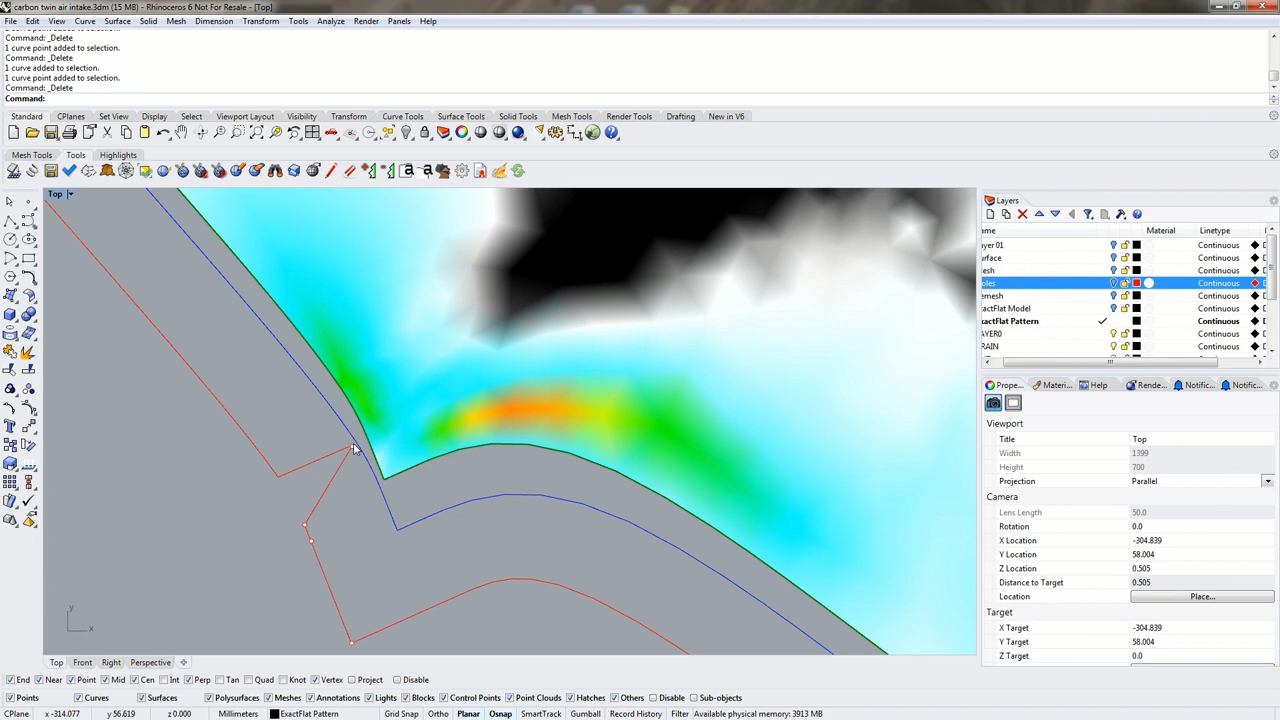 carbon twin air intake.3dm (15 MB) - Rhinoceros 6 Not For Resale - [Top]
File Edit View Curve Surface Solid Mesh Dimension Transform Tools Analyze Render Panels Help
Command: _Delete
1 curve point added to selection.
Command: _Delete
1 curve added to selection.
1 curve point added to selection.
Command: _Delete
Command:
Standard CPlanes Set View Display Select Viewport Layout Visibility Transform Curve Tools Surface Tools Solid Tools Mesh Tools Render Tools Drafting New in V6
Mesh Tools Tools Highlights
Top
Layers
ame Material Linetype
ayer 01 Continuous
urface Continuous
esh Continuous
oles Continuous
emesh Continuous
xactFlat Model Continuous
xactFlat Pattern Continuous
AYER0 Continuous
RAIN Continuous
Prope... Materi... Help Rende... Notific... Notific...
Viewport
Title Top
Width 1399
Height 700
Projection Parallel
Camera
Lens Length 50.0
Rotation 0.0
X Location -304.839
Y Location 58.004
Z Location 0.505
Distance to Target 0.505
Location Place...
Target
X Target -304.839
Y Target 58.004
Z Target 0.0
y
x
Top Front Right Perspective
End Near Point Mid Cen Int Perp Tan Quad Knot Vertex Project Disable
Points Curves Surfaces Polysurfaces Meshes Annotations Lights Blocks Control Points Point Clouds Hatches Others Disable Sub-objects
CPlane x -314.077 y 56.619 z 0.000 Millimeters ExactFlat Pattern Grid Snap Ortho Planar Osnap SmartTrack Gumball Record History Filter Available physical memory: 3913 MB